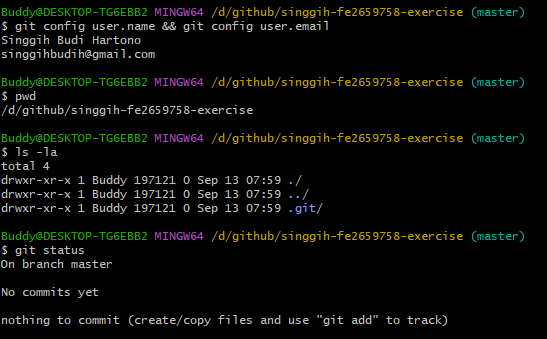 Buddy@DESKTOP-TG6EBB2 MINGW64 /d/github/singgih-fe2659758-exercise (master)
$ git config user.name && git config user.email
Singgih Budi Hartono
singgihbudih@gmail.com
Buddy@DESKTOP-TG6EBB2 MINGW64 /d/github/singgih-fe2659758-exercise (master)
$ pwd
/d/github/singgih-fe2659758-exercise
Buddy@DESKTOP-TG6EBB2 MINGW64 /d/github/singgih-fe2659758-exercise (master)
$ ls -la
total 4
drwxr-xr-x 1 Buddy 197121 0 Sep 13 07:59 ./
drwxr-xr-x 1 Buddy 197121 0 Sep 13 07:59 ../
drwxr-xr-x 1 Buddy 197121 0 Sep 13 07:59 .git/
Buddy@DESKTOP-TG6EBB2 MINGW64 /d/github/singgih-fe2659758-exercise (master)
$ git status
On branch master
No commits yet
nothing to commit (create/copy files and use "git add" to track)